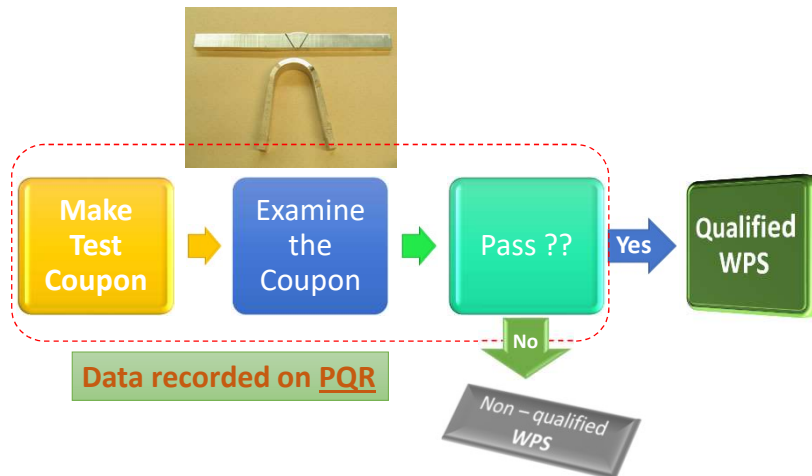 Make
Test
Coupon
Examine
the
Coupon
Pass ??
Yes
Qualified
WPS
No
Data recorded on PQR
Non – qualified
WPS